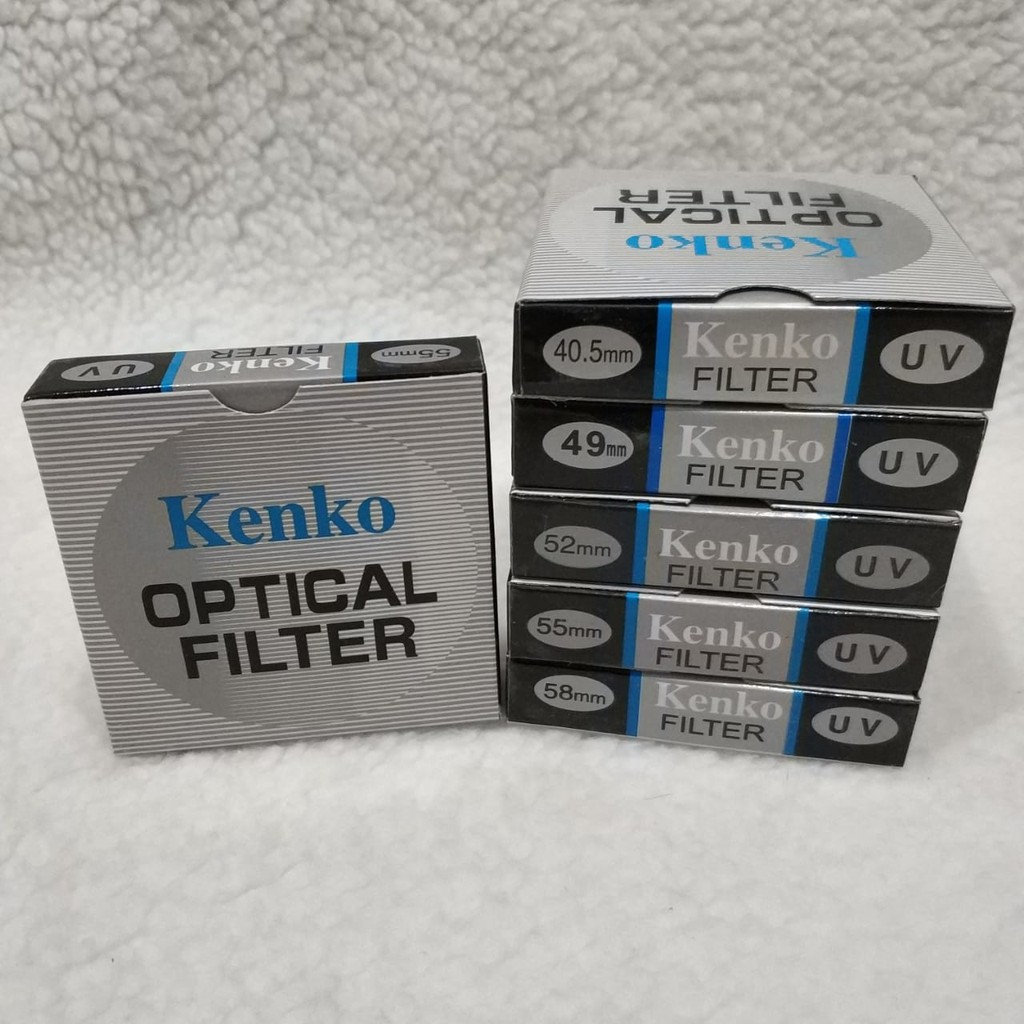 55mm
Kenko
FILTER
UV
Kenko
OPTICAL
FILTER
Kenko
OPTICAL
FILTER
40.5mm
Kenko
FILTER
UV
49mm
Kenko
FILTER
UV
52mm
Kenko
FILTER
UV
55mm
Kenko
FILTER
UV
58mm
Kenko
FILTER
UV